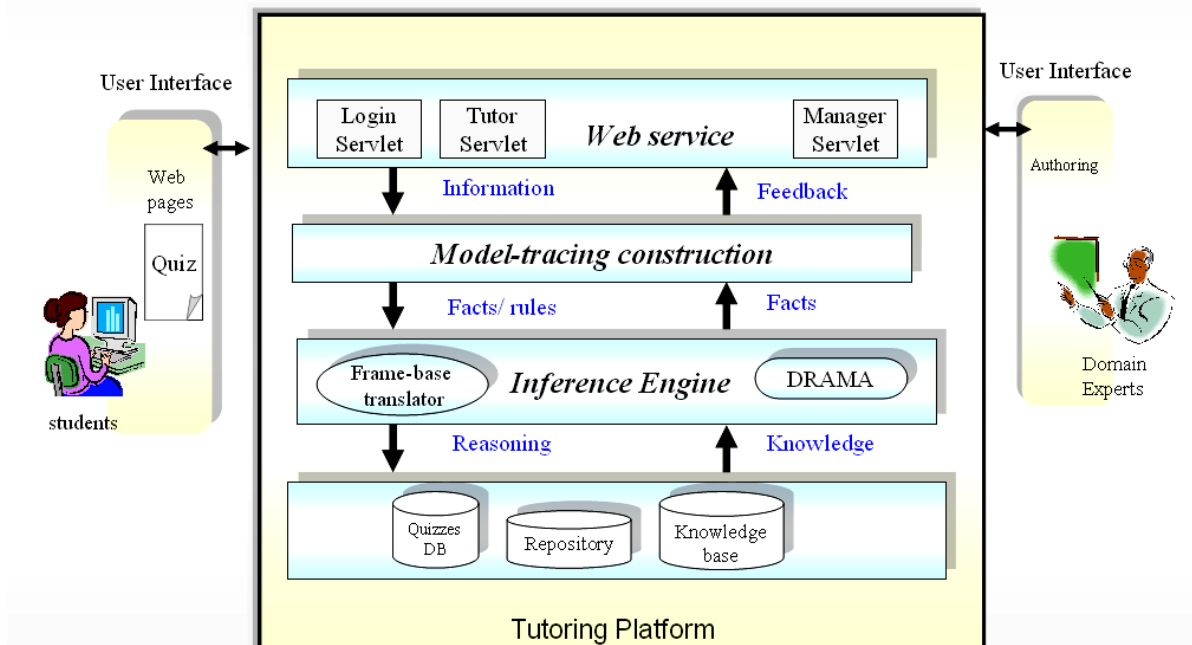 User Interface
Web
pages
Quiz
students
Login
Servlet
Tutor
Servlet
Web service
Manager
Servlet
Information
Feedback
Model-tracing construction
Facts/ rules
Facts
Frame-base
translator
Inference Engine
DRAMA
Reasoning
Knowledge
Quizzes
DB
Repository
Knowledge
base
Tutoring Platform
User Interface
Authoring
Domain
Experts